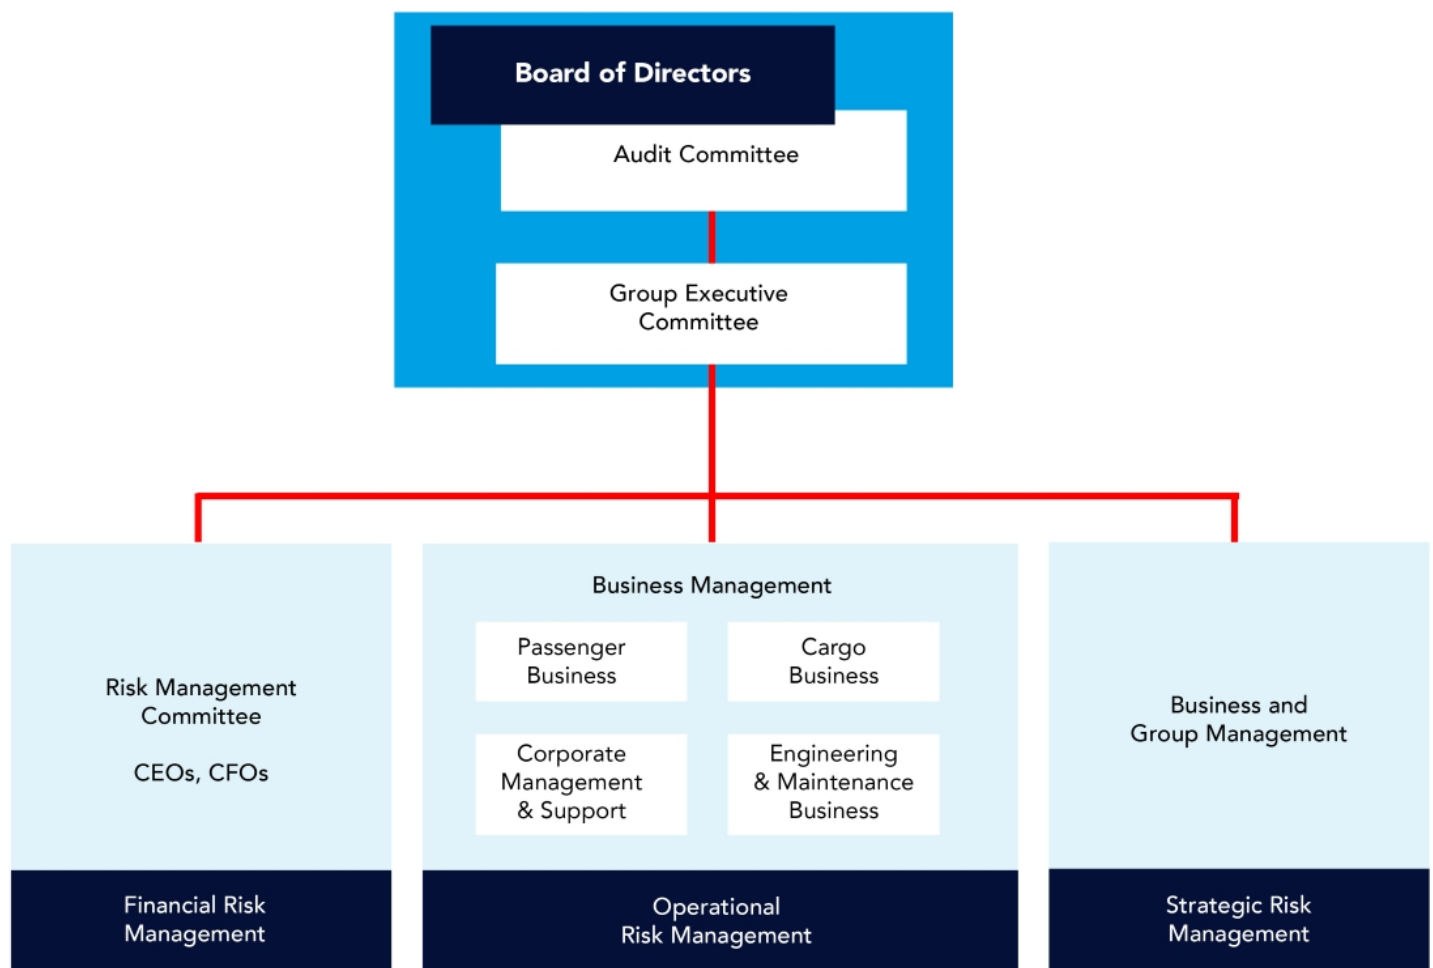 Board of Directors
Audit Committee
Group Executive
Committee
Risk Management
Committee
CEOs, CFOs
Financial Risk
Management
Business Management
Passenger
Business
Cargo
Business
Corporate
Management
& Support
Engineering
& Maintenance
Business
Operational
Risk Management
Business and
Group Management
Strategic Risk
Management